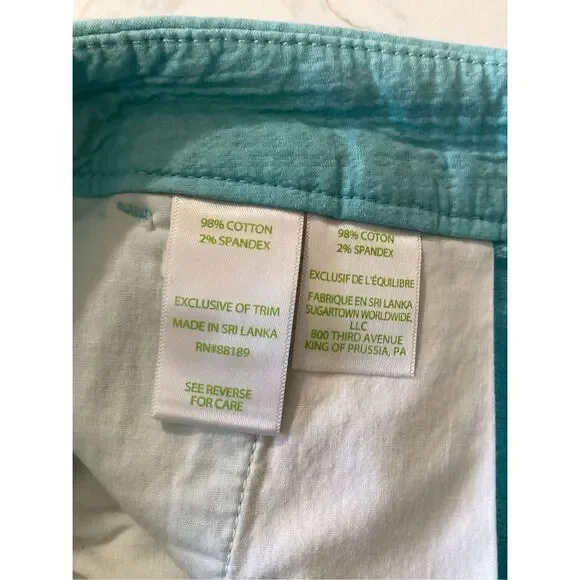 98% COTTON
2% SPANDEX
EXCLUSIVE OF TRIM
MADE IN SRI LANKA
RN#88189
SEE REVERSE
FOR CARE
98% COTON
2% SPANDEX
EXCLUSIF DE L'ÉQUILIBRE
FABRIQUE EN SRI LANKA
SUGARTOWN WORLDWIDE,
LLC
800 THIRD AVENUE
KING OF PRUSSIA, PA